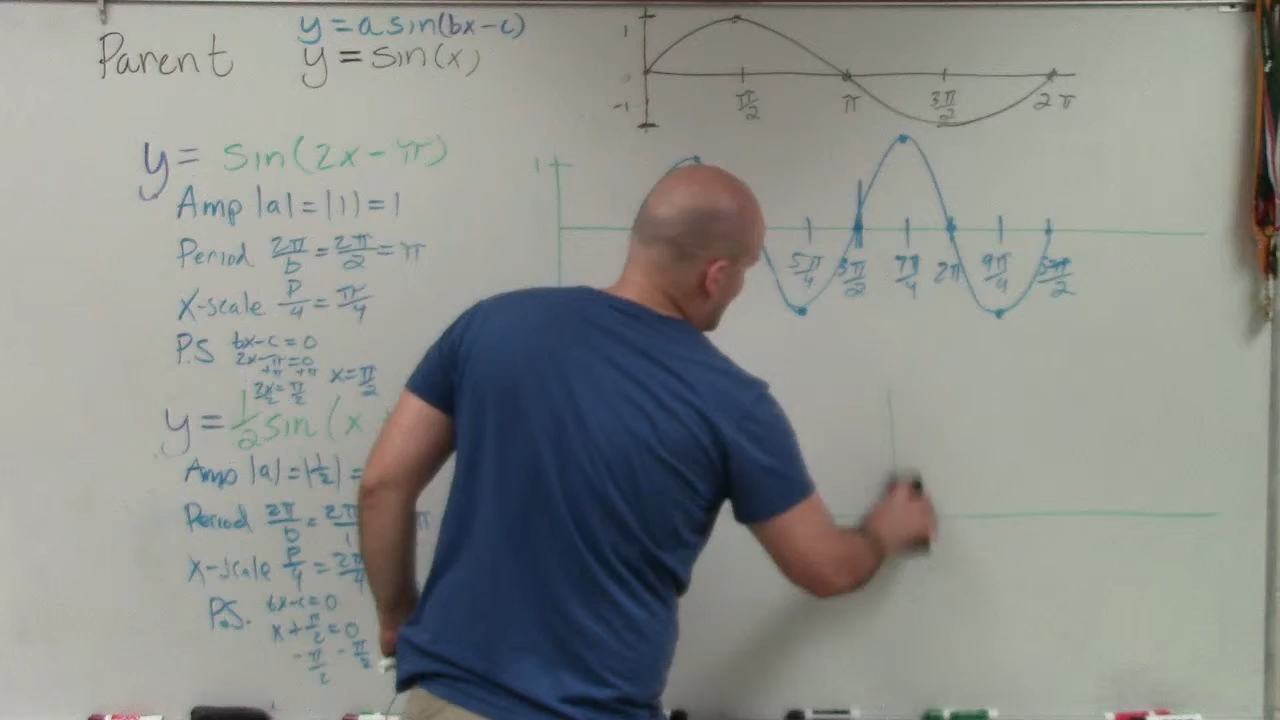 y = a sin(bx-c)
Parent y = sin(x)
1
0
-1
π/2 π 3π/2 2π
y = sin(2x-π)
Amp |a| = |1| = 1
Period 2π/b = 2π/2 = π
X-scale P/4 = π/4
P.S bx-c=0
2x-π=0
+π +π
2x/2 = π/2 x = π/2
1
5π/4 3π/2 7π/4 2π 9π/4 5π/2
y = 1/2 sin(x
Amp |a| = |1/2| =
Period 2π/b = 2π/1 π
x-scale P/4 = 2π/4
P.S. bx-c=0
x+π/2=0
-π/2 -π/2